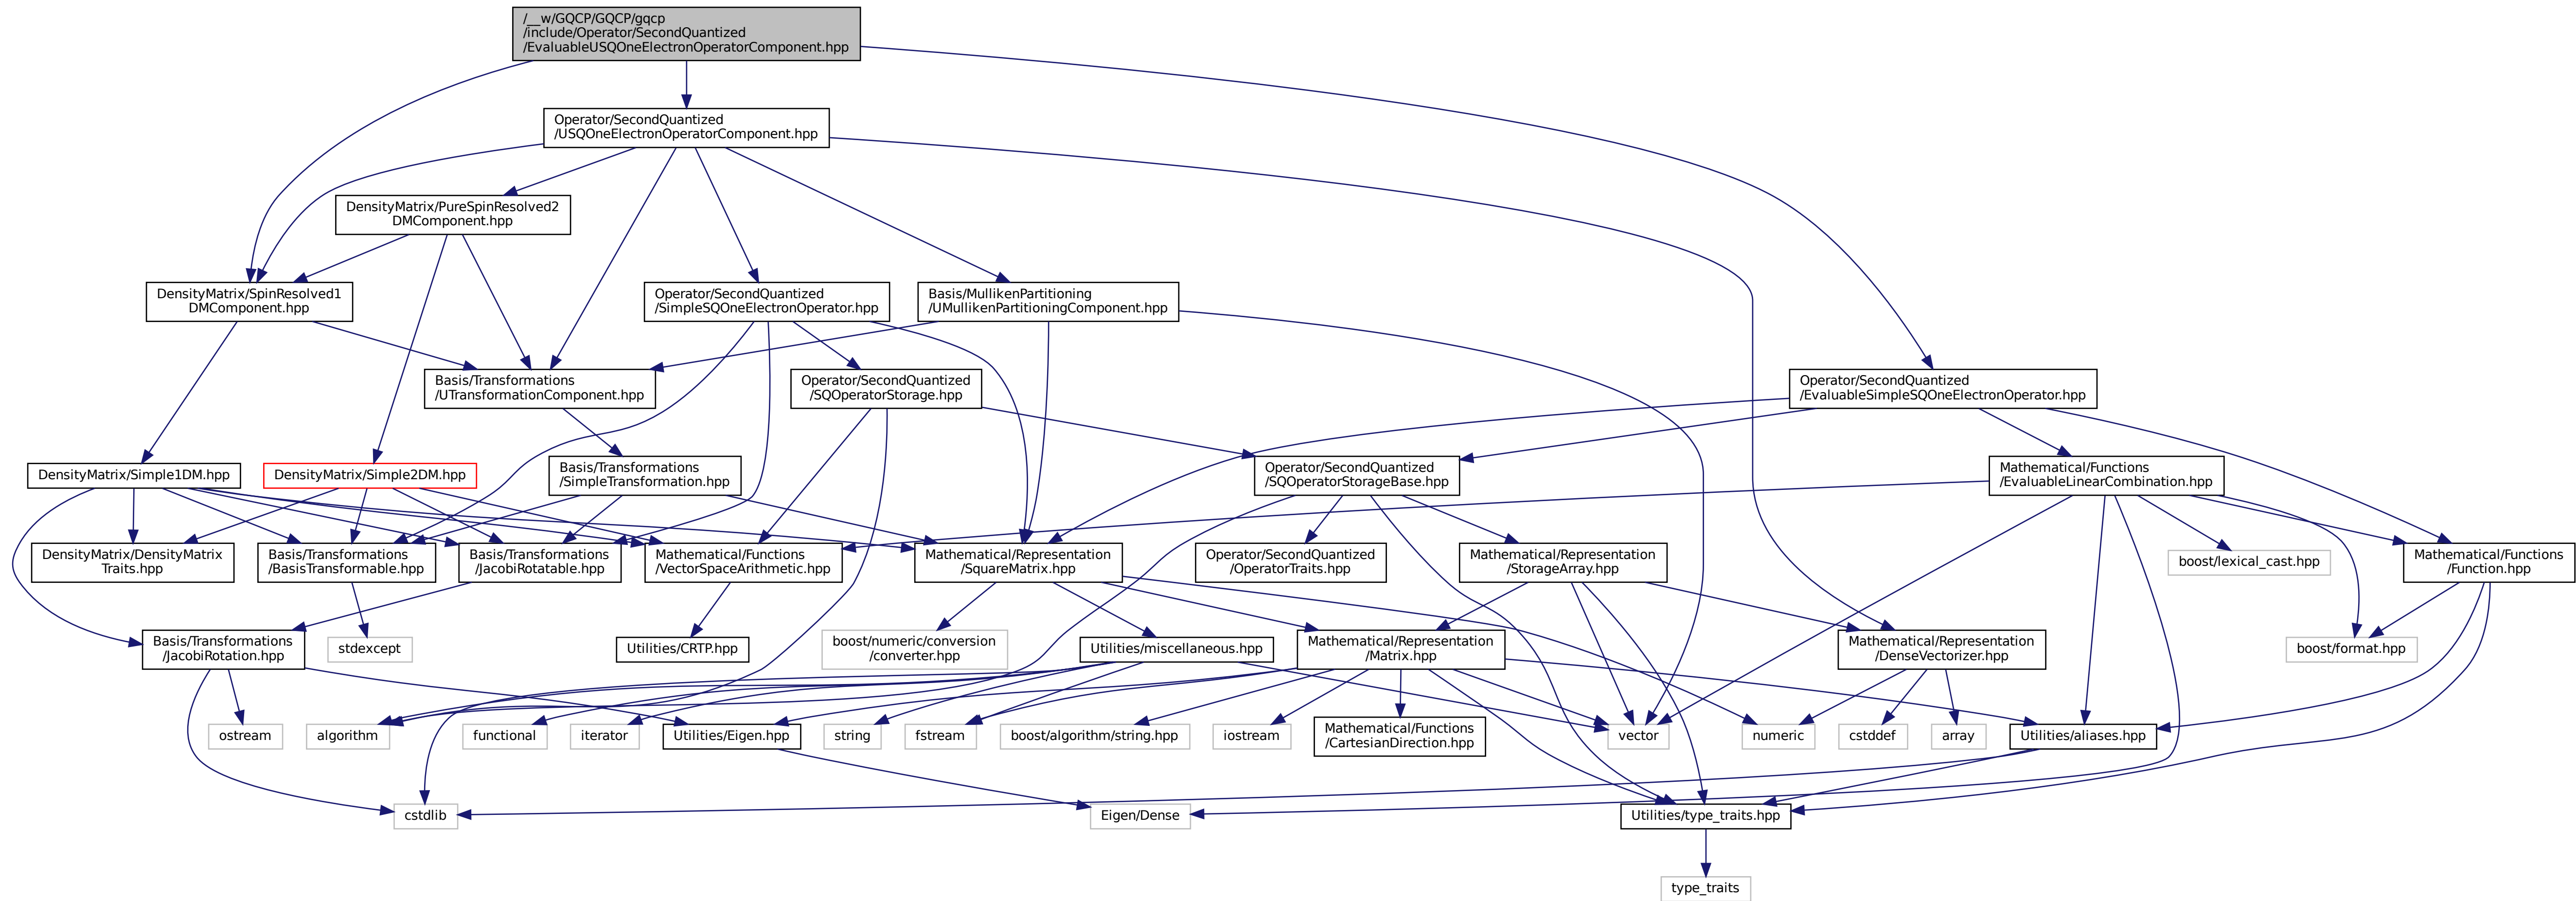 /__w/GQCP/GQCP/gqcp
/include/Operator/SecondQuantized
/EvaluableUSQOneElectronOperatorComponent.hpp
Operator/SecondQuantized
/USQOneElectronOperatorComponent.hpp
DensityMatrix/PureSpinResolved2
DMComponent.hpp
DensityMatrix/SpinResolved1
DMComponent.hpp
Operator/SecondQuantized
/SimpleSQOneElectronOperator.hpp
Basis/MullikenPartitioning
/UMullikenPartitioningComponent.hpp
Basis/Transformations
/UTransformationComponent.hpp
Operator/SecondQuantized
/SQOperatorStorage.hpp
Operator/SecondQuantized
/EvaluableSimpleSQOneElectronOperator.hpp
DensityMatrix/Simple1DM.hpp
DensityMatrix/Simple2DM.hpp
Basis/Transformations
/SimpleTransformation.hpp
Operator/SecondQuantized
/SQOperatorStorageBase.hpp
Mathematical/Functions
/EvaluableLinearCombination.hpp
DensityMatrix/DensityMatrix
Traits.hpp
Basis/Transformations
/BasisTransformable.hpp
Basis/Transformations
/JacobiRotatable.hpp
Mathematical/Functions
/VectorSpaceArithmetic.hpp
Mathematical/Representation
/SquareMatrix.hpp
Operator/SecondQuantized
/OperatorTraits.hpp
Mathematical/Representation
/StorageArray.hpp
boost/lexical_cast.hpp
Mathematical/Functions
/Function.hpp
Basis/Transformations
/JacobiRotation.hpp
stdexcept
Utilities/CRTP.hpp
boost/numeric/conversion
/converter.hpp
Utilities/miscellaneous.hpp
Mathematical/Representation
/Matrix.hpp
Mathematical/Representation
/DenseVectorizer.hpp
boost/format.hpp
ostream
algorithm
functional
iterator
Utilities/Eigen.hpp
string
fstream
boost/algorithm/string.hpp
iostream
Mathematical/Functions
/CartesianDirection.hpp
vector
numeric
cstddef
array
Utilities/aliases.hpp
cstdlib
Eigen/Dense
Utilities/type_traits.hpp
type_traits